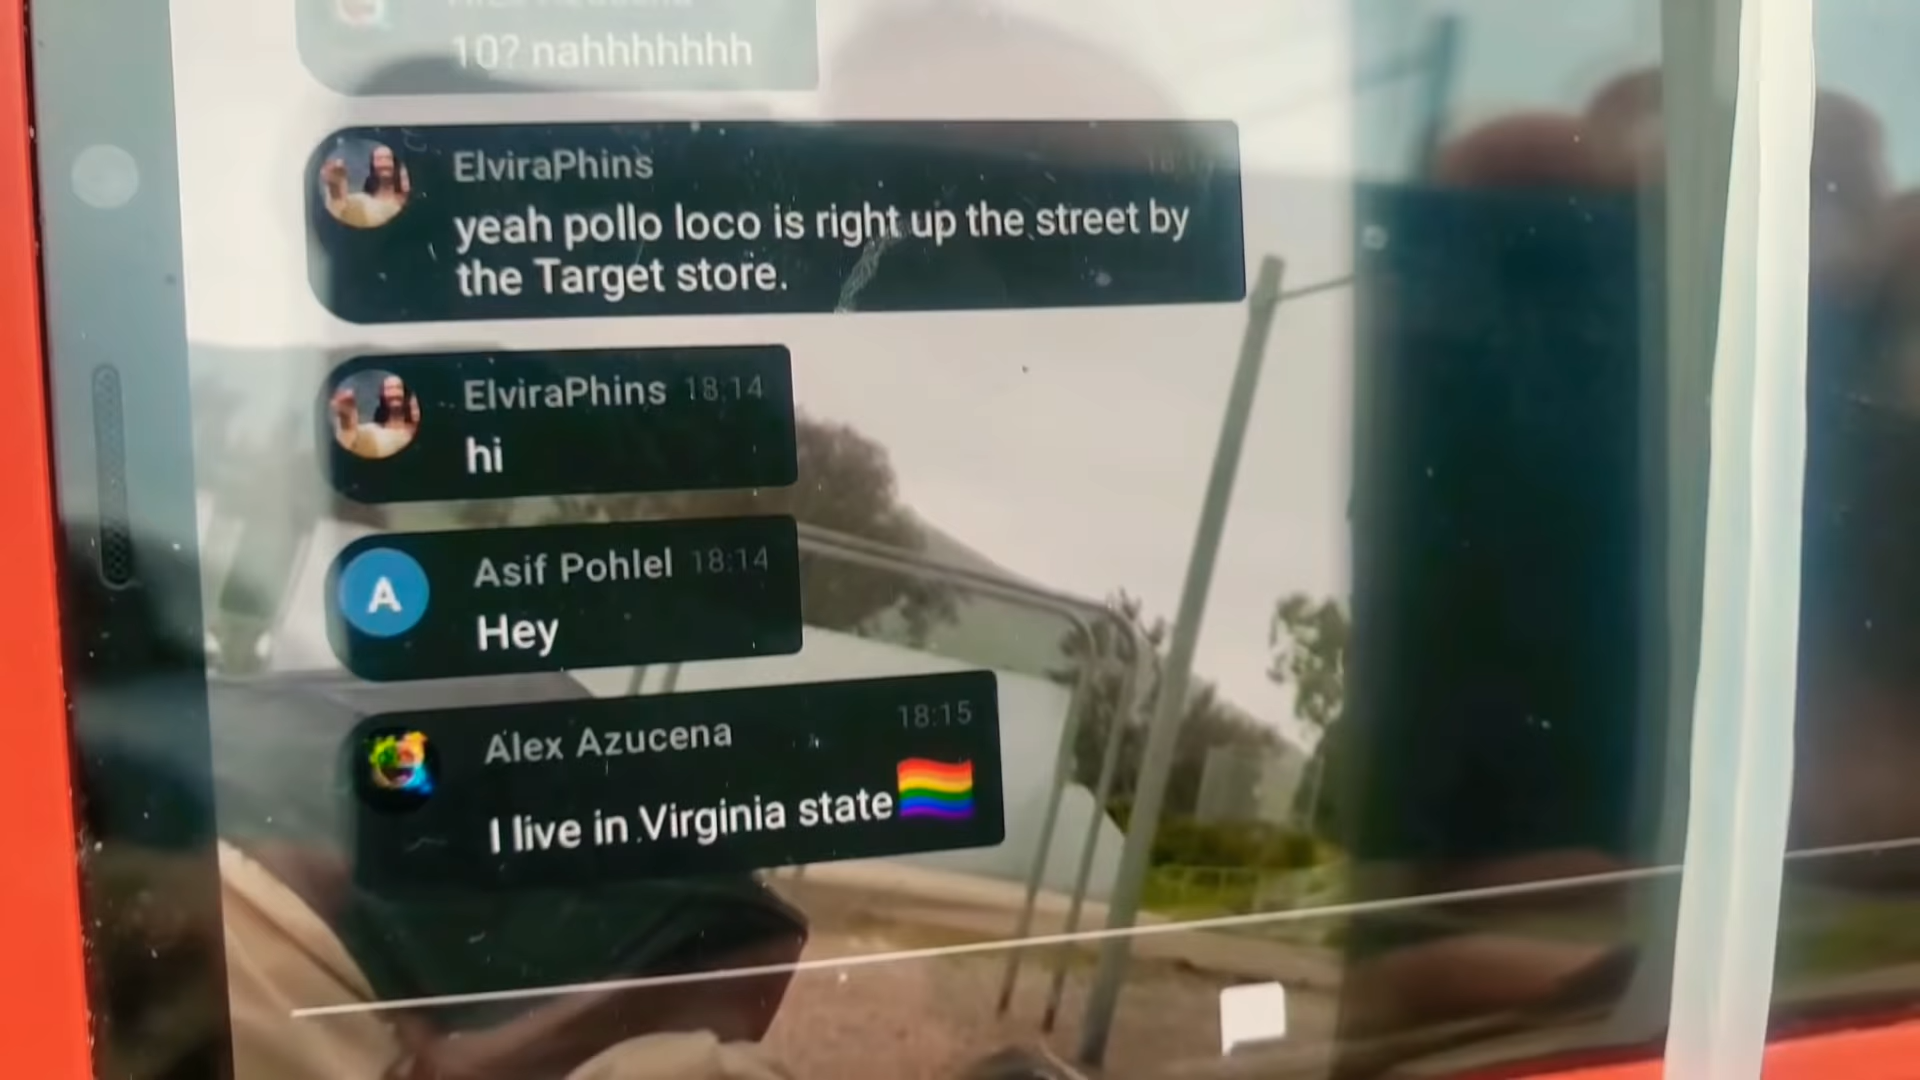 10? nahhhhhhh
ElviraPhins
yeah pollo loco is right up the street by
the Target store.
ElviraPhins 18:14
hi
A
Asif Pohlel 18:14
Hey
Alex Azucena 18:15
I live in Virginia state